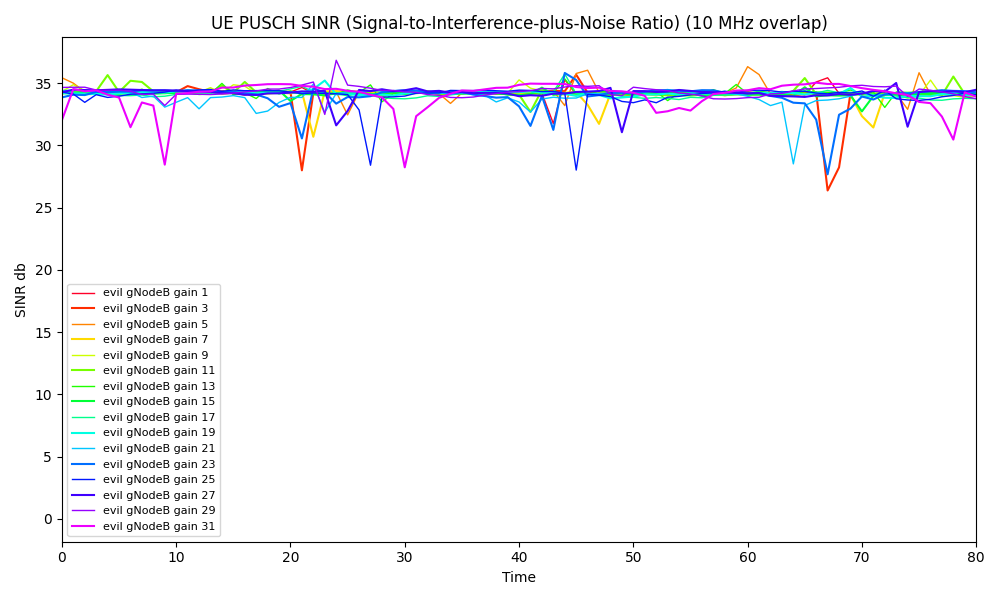 UE PUSCH SINR (Signal-to-Interference-plus-Noise Ratio) (10 MHz overlap)
SINR db
35
30
25
20
15
10
5
0
evil gNodeB gain 1
evil gNodeB gain 3
evil gNodeB gain 5
evil gNodeB gain 7
evil gNodeB gain 9
evil gNodeB gain 11
evil gNodeB gain 13
evil gNodeB gain 15
evil gNodeB gain 17
evil gNodeB gain 19
evil gNodeB gain 21
evil gNodeB gain 23
evil gNodeB gain 25
evil gNodeB gain 27
evil gNodeB gain 29
evil gNodeB gain 31
0 10 20 30 40 50 60 70 80
Time